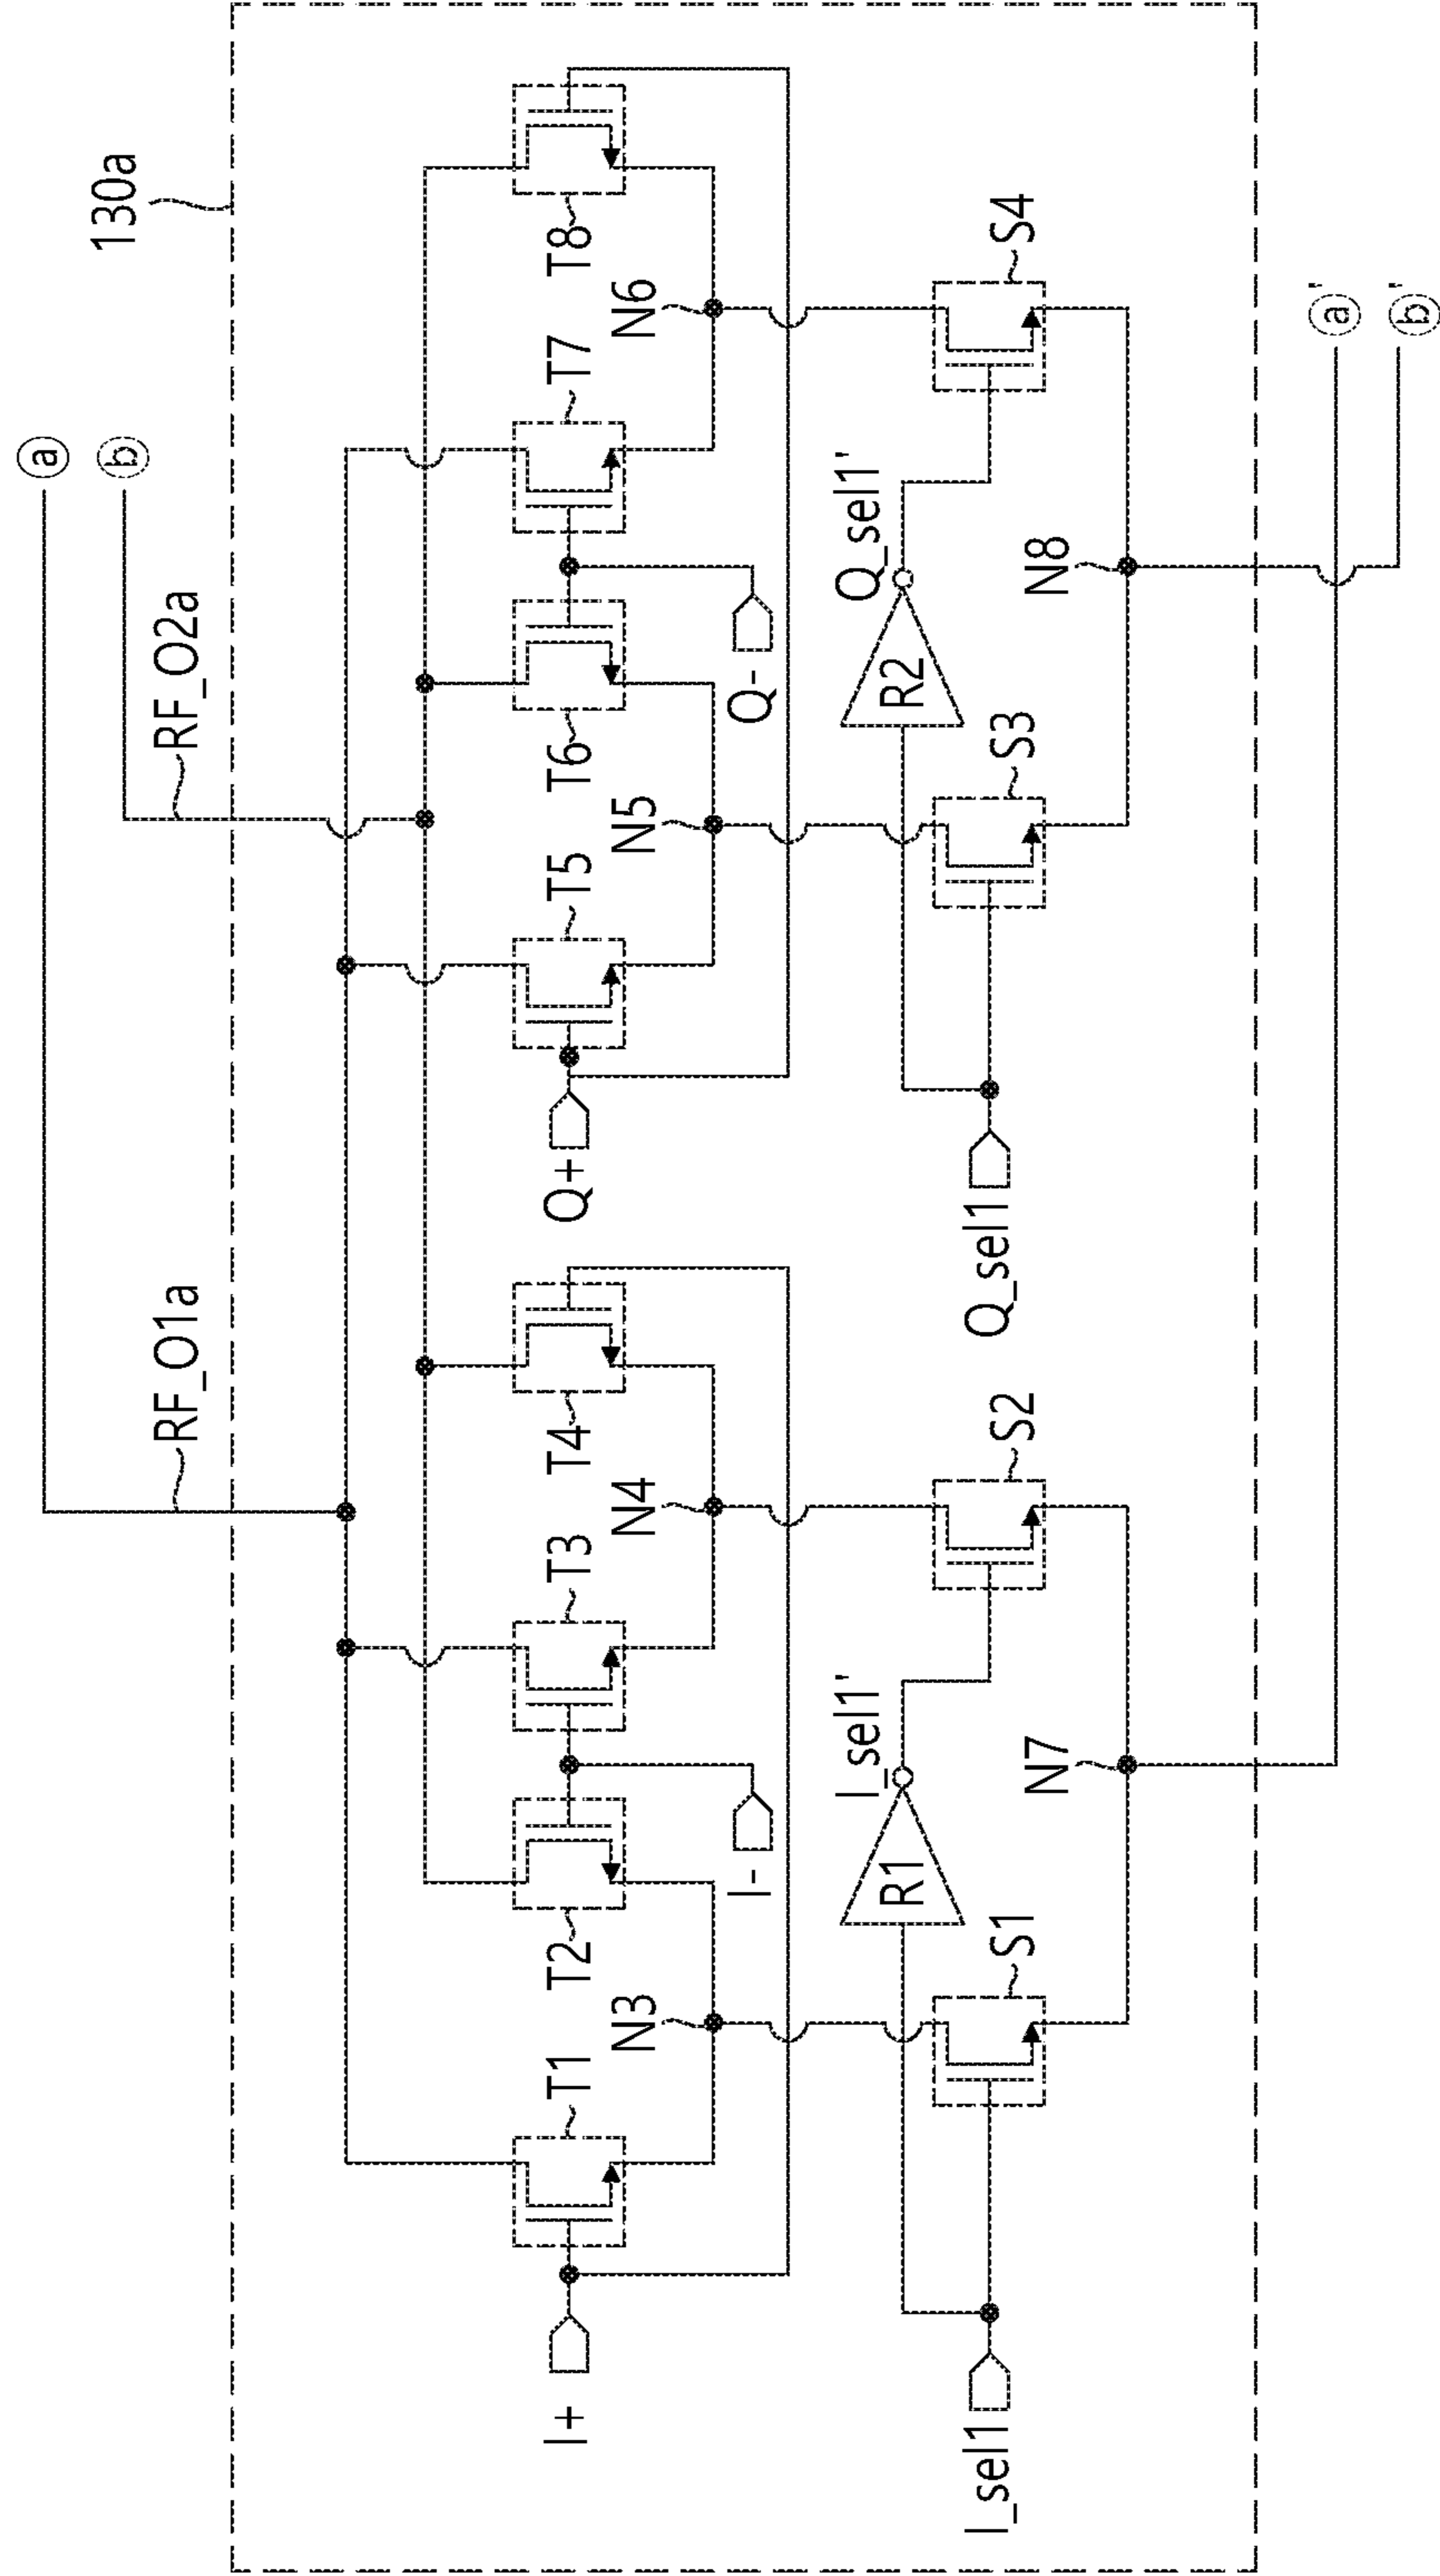 ⓐ
ⓑ
130a
RF_O1a
RF_O2a
I+
T1
T2
T3
T4
Q+
T5
T6
T7
T8
N3
N4
N5
N6
I-
Q-
I_sel1'
Q_sel1'
R1
R2
I_sel1
S1
S2
Q_sel1
S3
S4
N7
N8
ⓐ'
ⓑ'